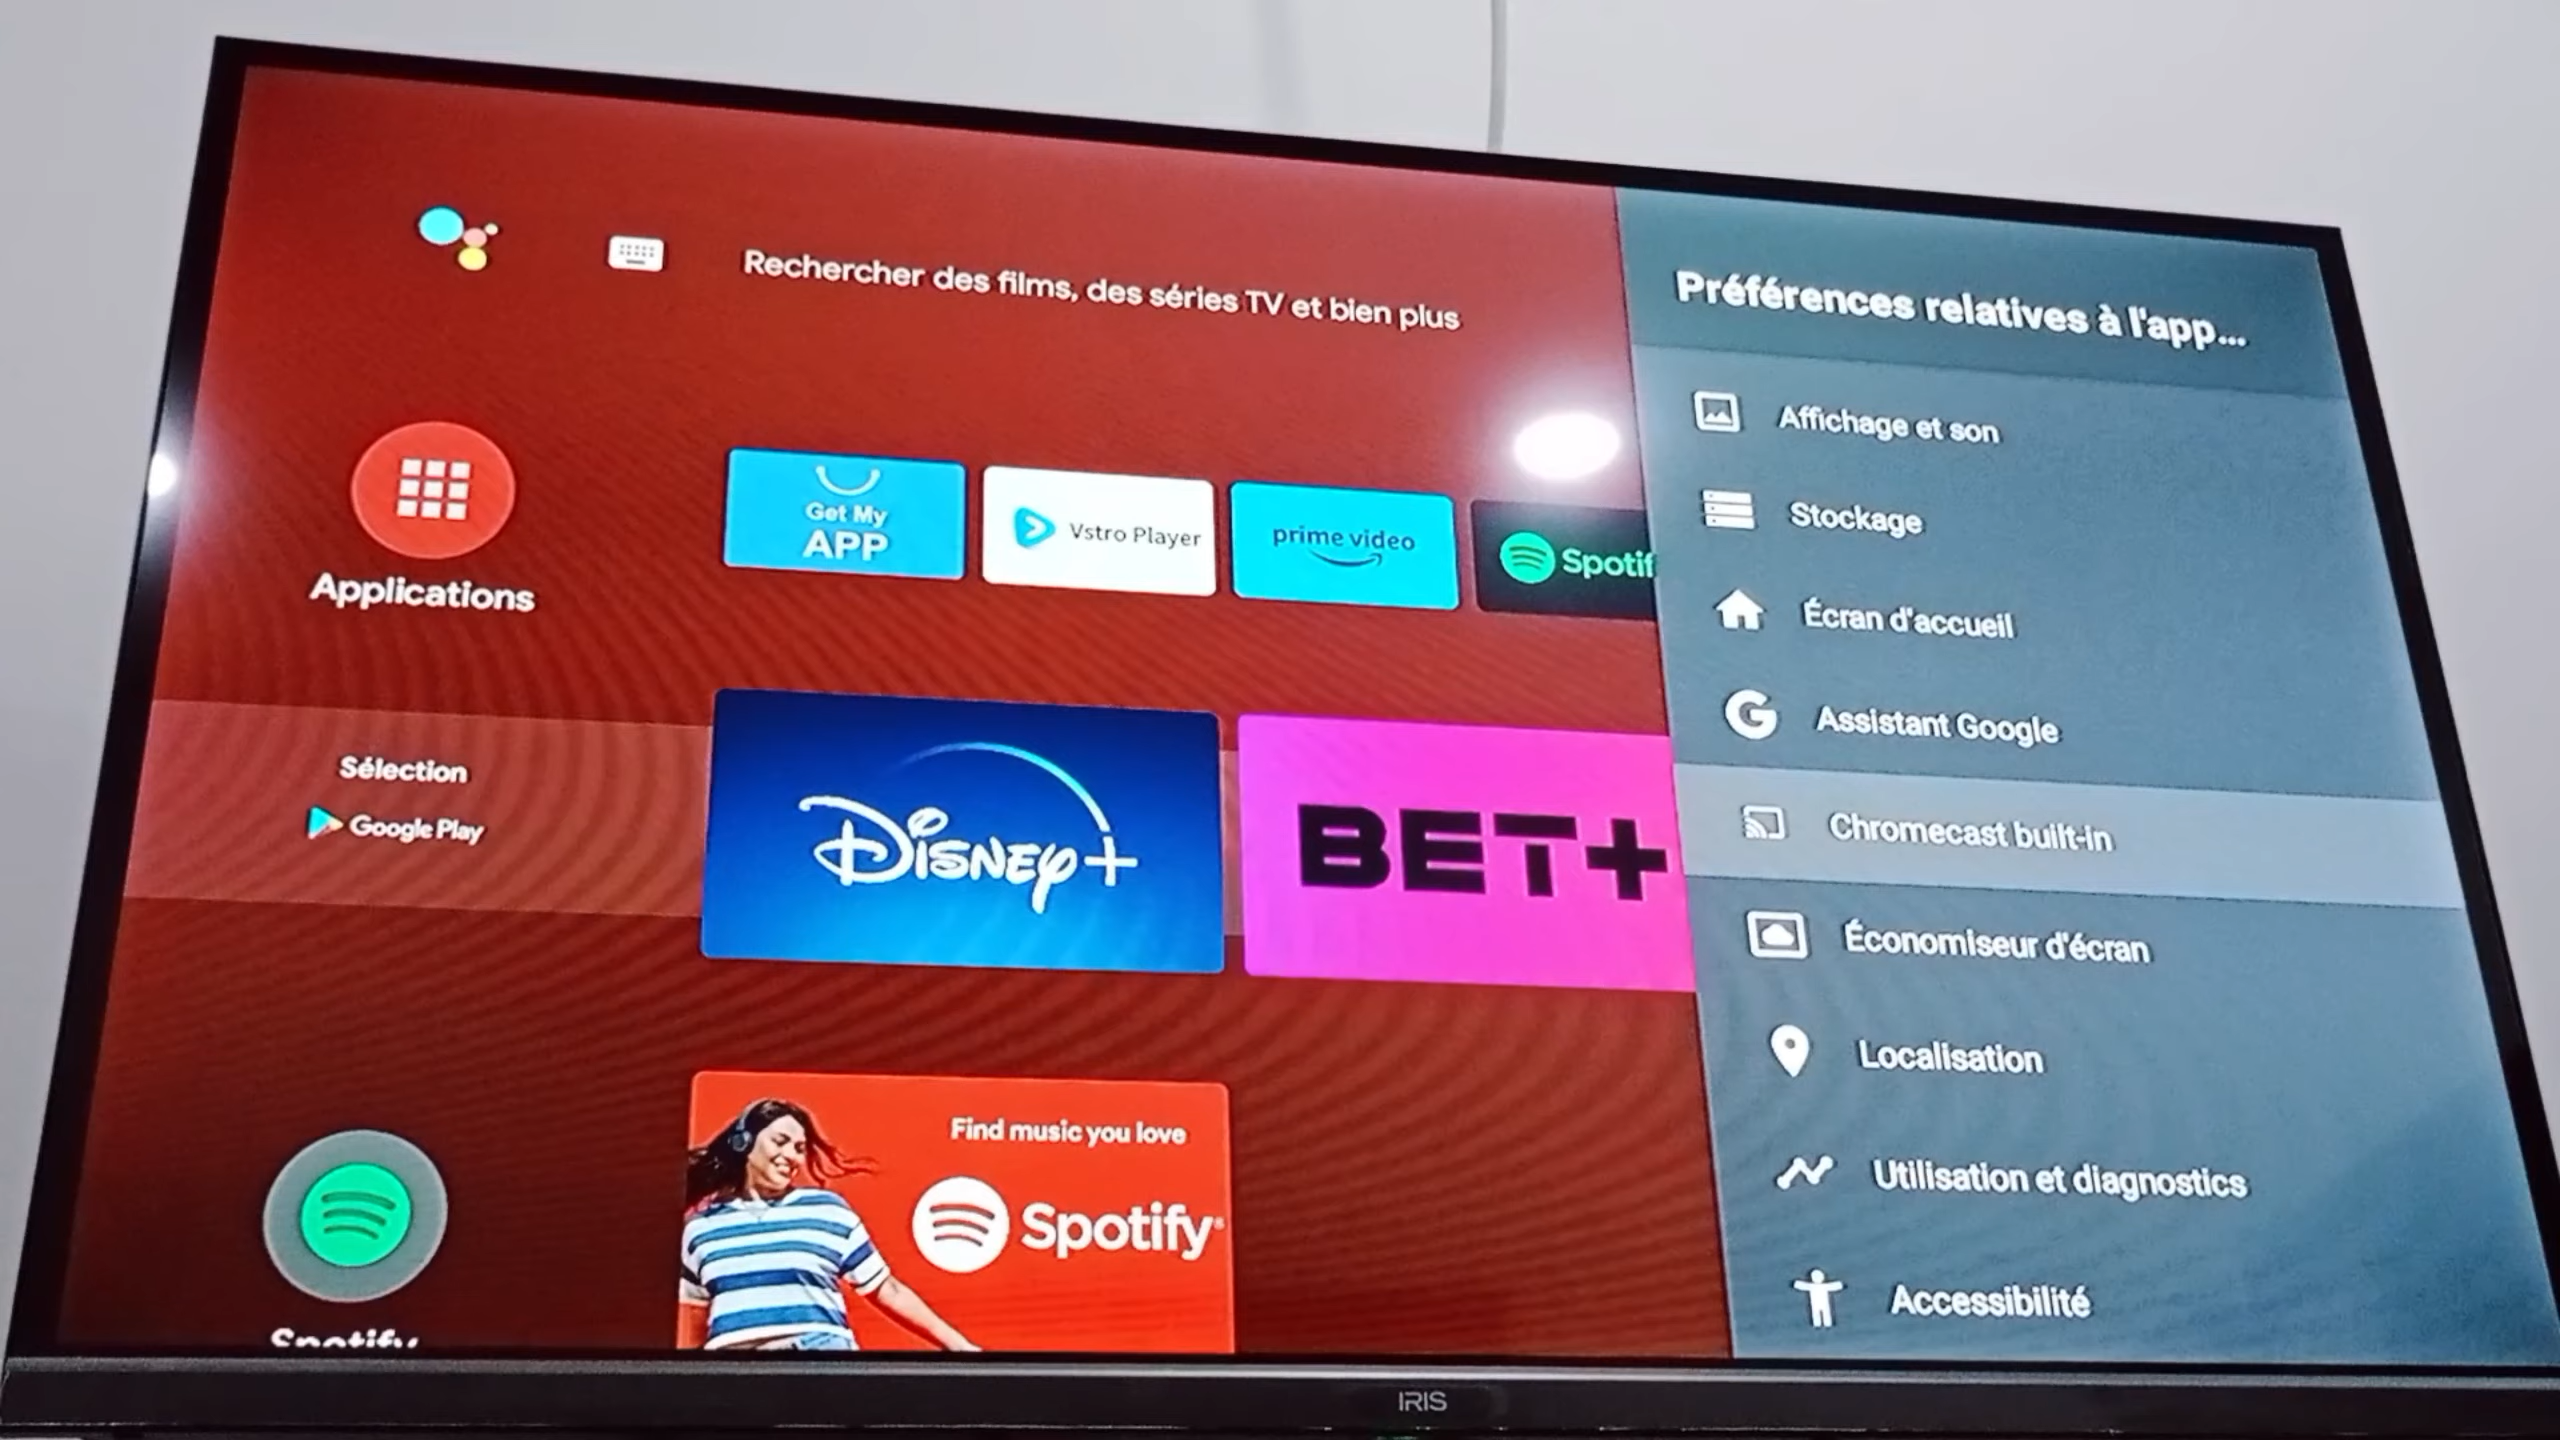 Rechercher des films, des séries TV et bien plus
Applications
Get My
APP
Vstro Player
prime video
Spotif
Sélection
Google Play
Disney+
BET+
Find music you love
Spotify
Spotify
Préférences relatives à l'app...
Affichage et son
Stockage
Écran d'accueil
Assistant Google
Chromecast built-in
Économiseur d'écran
Localisation
Utilisation et diagnostics
Accessibilité
IRIS